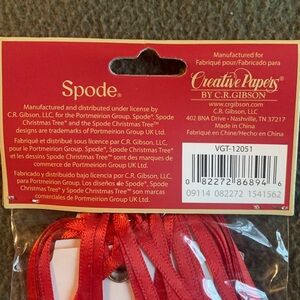 Spode®
Manufactured and distributed under license by
C.R. Gibson, LLC, for the Portmeirion Group. Spode®, Spode
Christmas Tree™ and the Spode Christmas Tree™
designs are trademarks of Portmeirion Group UK Ltd.
Fabriqué et distribué sous licence par C.R. Gibson, LLC,
pour le Portmeirion Group. Spode®, Spode Christmas Tree™
et les dessins Spode Christmas Tree™ sont des marques de
commerce de Portmeirion Group UK Ltd.
Fabricado y distribuido bajo licencia por C.R. Gibson, LLC,
para Portmeirion Group. Los diseños de Spode®, Spode
Christmas Tree™ y Spode Christmas Tree™ son marcas
comerciales de Portmeirion Group UK Ltd.
Manufactured for
Fabriqué pour/Fabricado para
Creative Papers®
BY C.R. GIBSON®
www.crgibson.com
C.R. Gibson, LLC
402 BNA Drive • Nashville, TN 37217
Made in China
Fabriqué en Chine/Hecho en China
VGT-12051
0 82272 86894 6
09114 082272 1541562